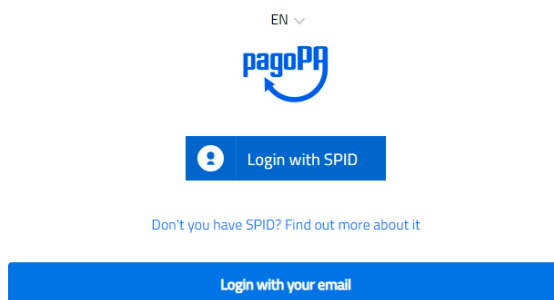 EN
pagoPA
Login with SPID
Don't you have SPID? Find out more about it
Login with your email